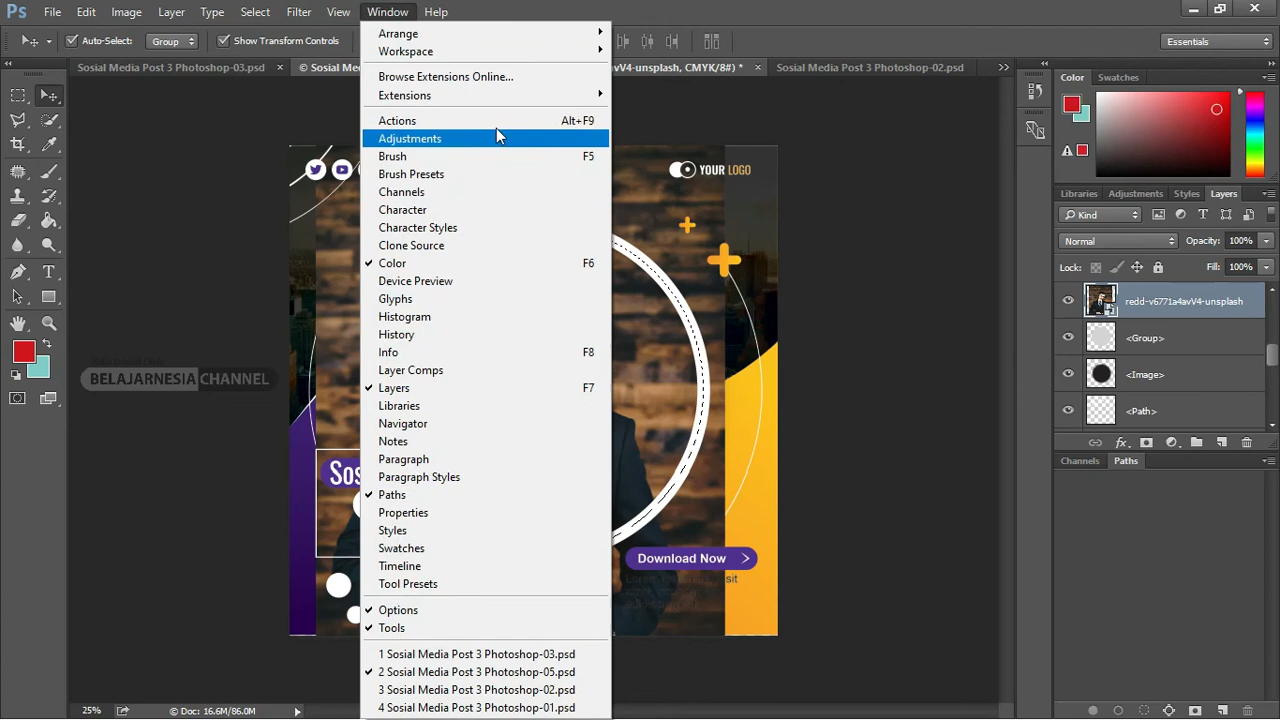 Ps File Edit Image Layer Type Select Filter View Window Help
Auto-Select: Group Show Transform Controls Essentials
Sosial Media Post 3 Photoshop-03.psd © Sosial Me avV4-unsplash, CMYK/8#) * Sosial Media Post 3 Photoshop-02.psd
Arrange
Workspace
Browse Extensions Online...
Extensions
Actions Alt+F9
Adjustments
Brush F5
Brush Presets
Channels
Character
Character Styles
Clone Source
Color F6
Device Preview
Glyphs
Histogram
History
Info F8
Layer Comps
Layers F7
Libraries
Navigator
Notes
Paragraph
Paragraph Styles
Paths
Properties
Styles
Swatches
Timeline
Tool Presets
Options
Tools
1 Sosial Media Post 3 Photoshop-03.psd
2 Sosial Media Post 3 Photoshop-05.psd
3 Sosial Media Post 3 Photoshop-02.psd
4 Sosial Media Post 3 Photoshop-01.psd
YOUR LOGO
BELAJARNESIA CHANNEL
Sos
Download Now
Color Swatches
Libraries Adjustments Styles Layers
Kind
Normal Opacity: 100%
Lock: Fill: 100%
redd-v6771a4avV4-unsplash
<Group>
<Image>
<Path>
Channels Paths
25% © Doc: 16.6M/86.0M